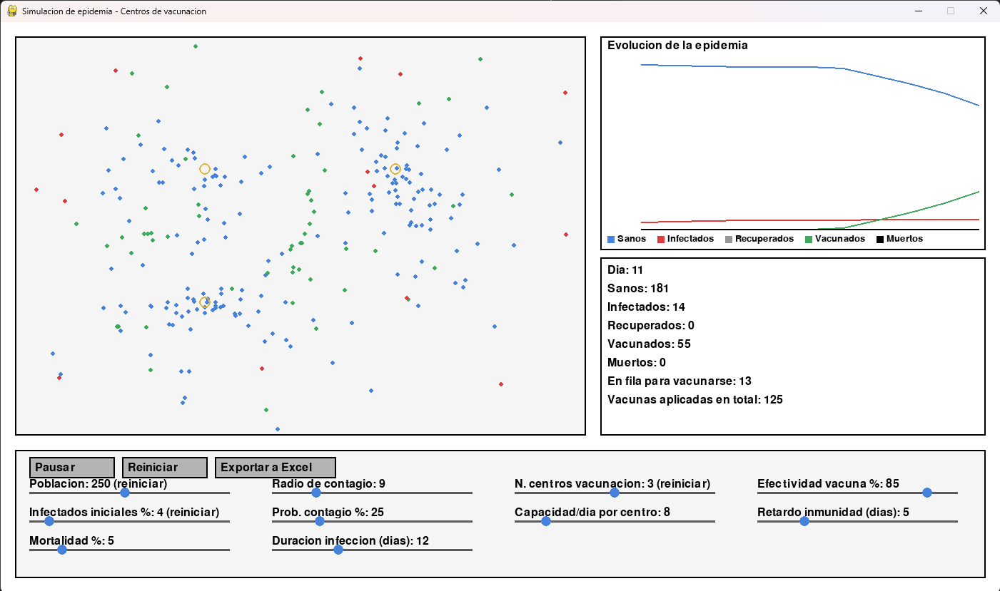 Simulacion de epidemia - Centros de vacunacion
Evolucion de la epidemia
Sanos Infectados Recuperados Vacunados Muertos
Dia: 11
Sanos: 181
Infectados: 14
Recuperados: 0
Vacunados: 55
Muertos: 0
En fila para vacunarse: 13
Vacunas aplicadas en total: 125
Pausar Reiniciar Exportar a Excel
Poblacion: 250 (reiniciar) Radio de contagio: 9 N. centros vacunacion: 3 (reiniciar) Efectividad vacuna %: 85
Infectados iniciales %: 4 (reiniciar) Prob. contagio %: 25 Capacidad/dia por centro: 8 Retardo inmunidad (dias): 5
Mortalidad %: 5 Duracion infeccion (dias): 12